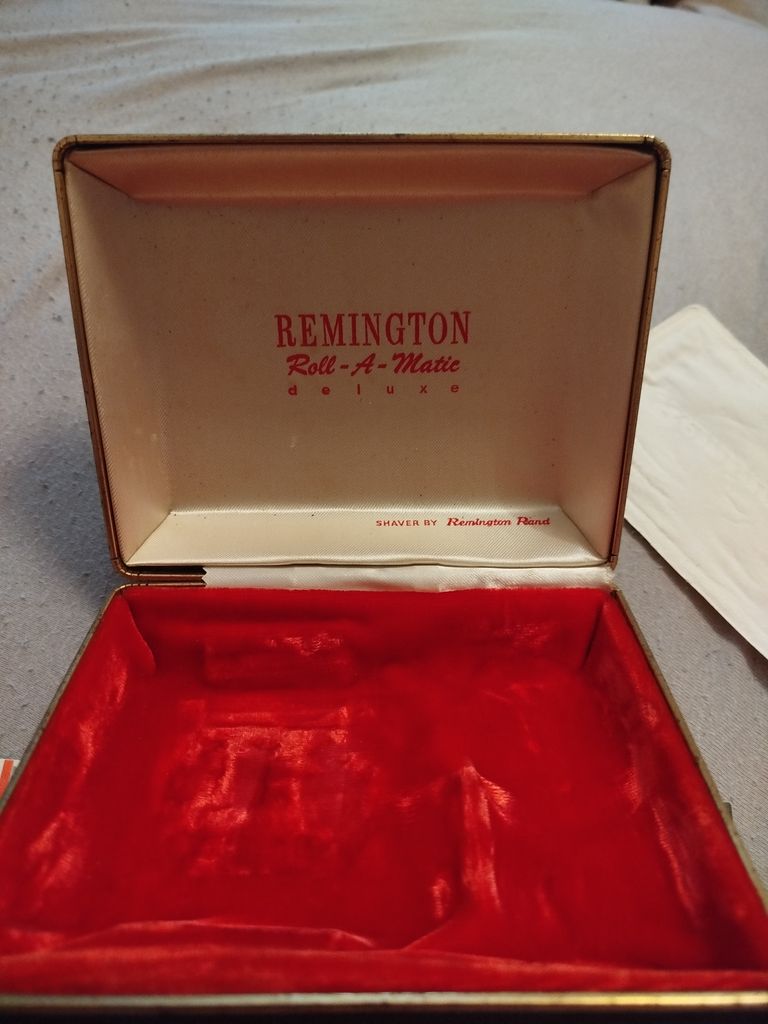 REMINGTON
Roll-A-Matic
deluxe
SHAVER BY Remington Rand